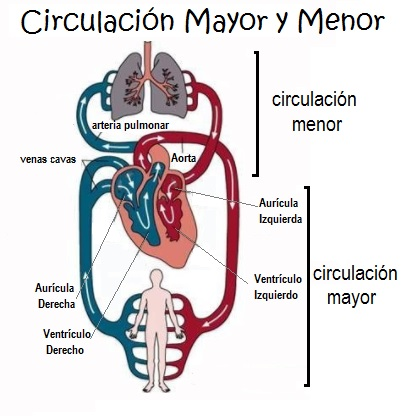 Circulación Mayor y Menor
circulación
menor
arteria pulmonar
venas cavas
Aorta
Aurícula
Izquierda
circulación
mayor
Ventrículo
Izquierdo
Aurícula
Derecha
Ventrículo
Derecho